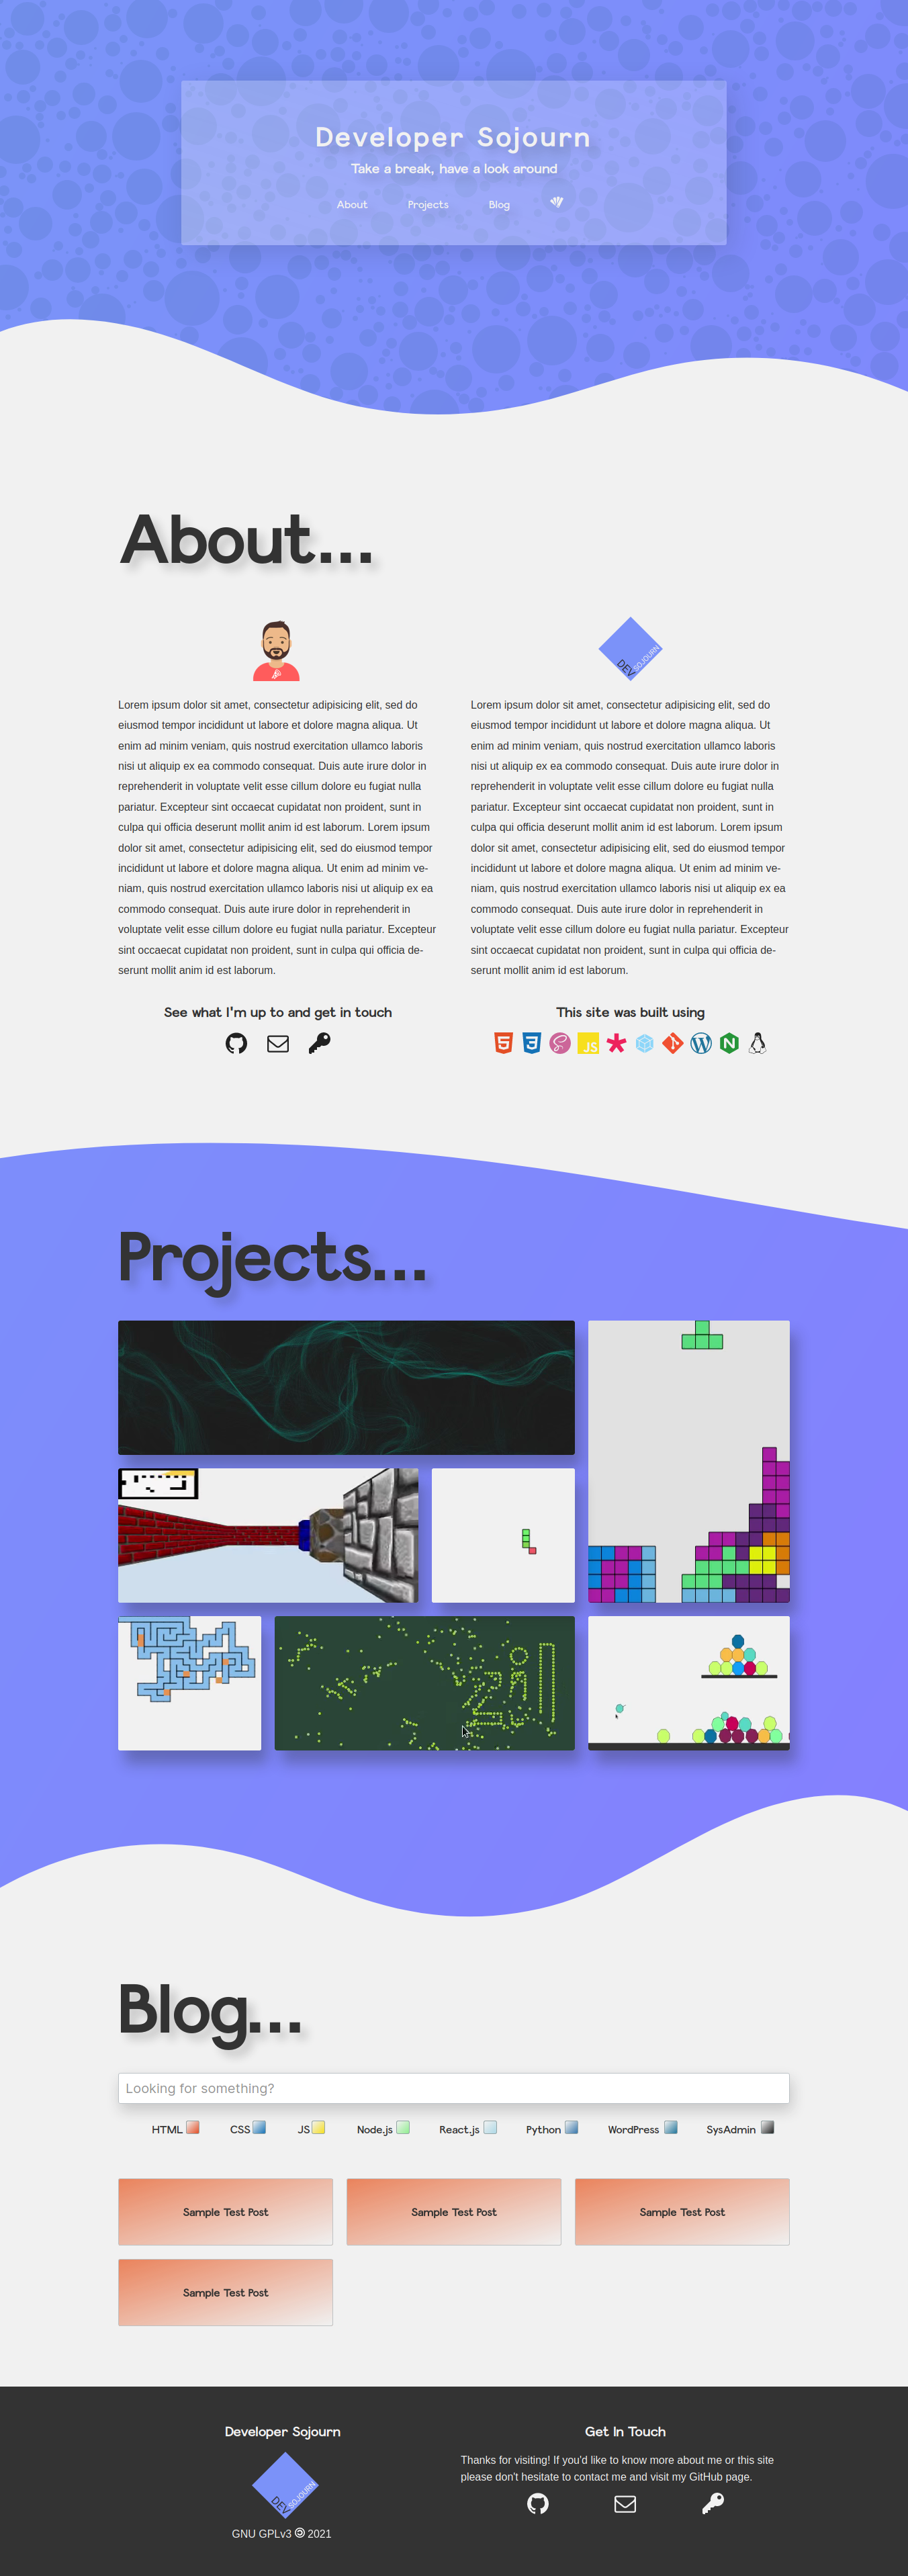 Developer Sojourn
Take a break, have a look around
About Projects Blog
About...
DEV SOJOURN
Lorem ipsum dolor sit amet, consectetur adipisicing elit, sed do
eiusmod tempor incididunt ut labore et dolore magna aliqua. Ut
enim ad minim veniam, quis nostrud exercitation ullamco laboris
nisi ut aliquip ex ea commodo consequat. Duis aute irure dolor in
reprehenderit in voluptate velit esse cillum dolore eu fugiat nulla
pariatur. Excepteur sint occaecat cupidatat non proident, sunt in
culpa qui officia deserunt mollit anim id est laborum. Lorem ipsum
dolor sit amet, consectetur adipisicing elit, sed do eiusmod tempor
incididunt ut labore et dolore magna aliqua. Ut enim ad minim ve-
niam, quis nostrud exercitation ullamco laboris nisi ut aliquip ex ea
commodo consequat. Duis aute irure dolor in reprehenderit in
voluptate velit esse cillum dolore eu fugiat nulla pariatur. Excepteur
sint occaecat cupidatat non proident, sunt in culpa qui officia de-
serunt mollit anim id est laborum.
See what I'm up to and get in touch
Lorem ipsum dolor sit amet, consectetur adipisicing elit, sed do
eiusmod tempor incididunt ut labore et dolore magna aliqua. Ut
enim ad minim veniam, quis nostrud exercitation ullamco laboris
nisi ut aliquip ex ea commodo consequat. Duis aute irure dolor in
reprehenderit in voluptate velit esse cillum dolore eu fugiat nulla
pariatur. Excepteur sint occaecat cupidatat non proident, sunt in
culpa qui officia deserunt mollit anim id est laborum. Lorem ipsum
dolor sit amet, consectetur adipisicing elit, sed do eiusmod tempor
incididunt ut labore et dolore magna aliqua. Ut enim ad minim ve-
niam, quis nostrud exercitation ullamco laboris nisi ut aliquip ex ea
commodo consequat. Duis aute irure dolor in reprehenderit in
voluptate velit esse cillum dolore eu fugiat nulla pariatur. Excepteur
sint occaecat cupidatat non proident, sunt in culpa qui officia de-
serunt mollit anim id est laborum.
This site was built using
JS
Projects...
Blog...
Looking for something?
HTML CSS JS Node.js React.js Python WordPress SysAdmin
Sample Test Post Sample Test Post Sample Test Post
Sample Test Post
Developer Sojourn
DEV SOJOURN
GNU GPLv3 🄯 2021
Get In Touch
Thanks for visiting! If you'd like to know more about me or this site
please don't hesitate to contact me and visit my GitHub page.